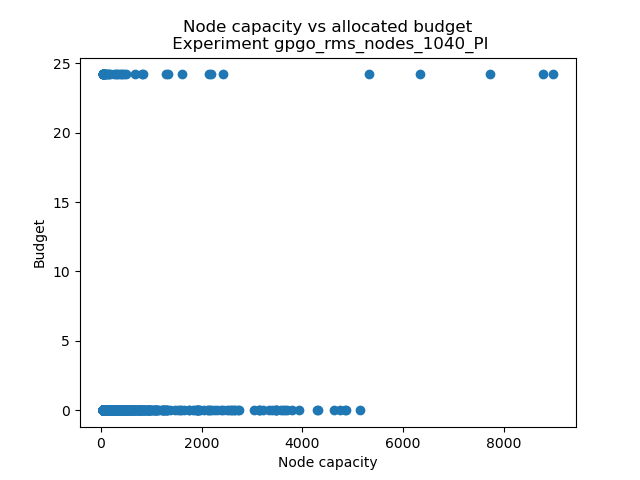 Node capacity vs allocated budget
Experiment gpgo_rms_nodes_1040_PI
25
20
15
10
5
0
Budget
0 2000 4000 6000 8000
Node capacity